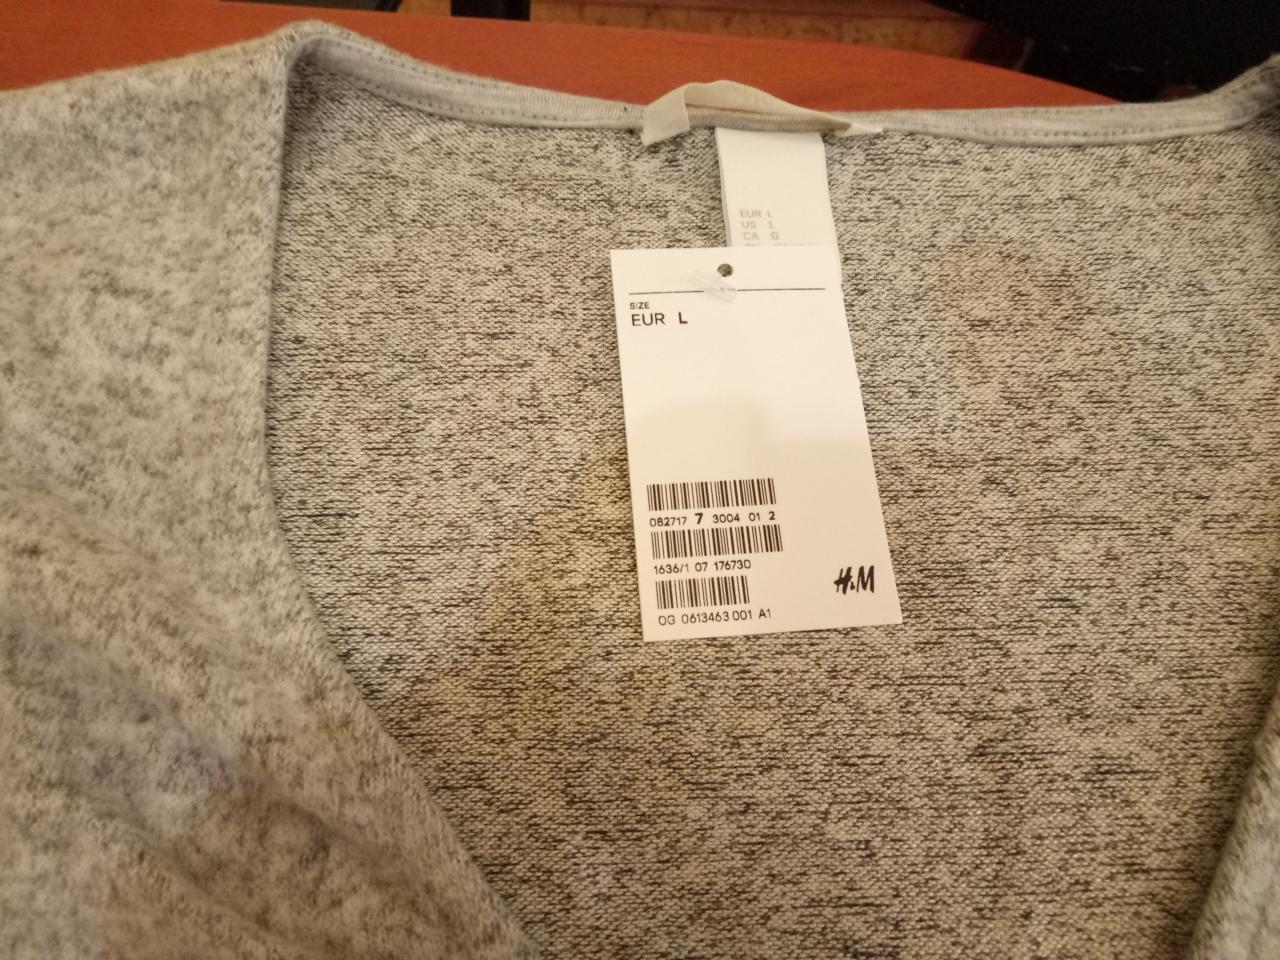 EUR L
US L
CA G
SIZE
EUR L
082717 7 3004 01 2
1636/1 07 176730
H&M
OG 0613463 001 A1